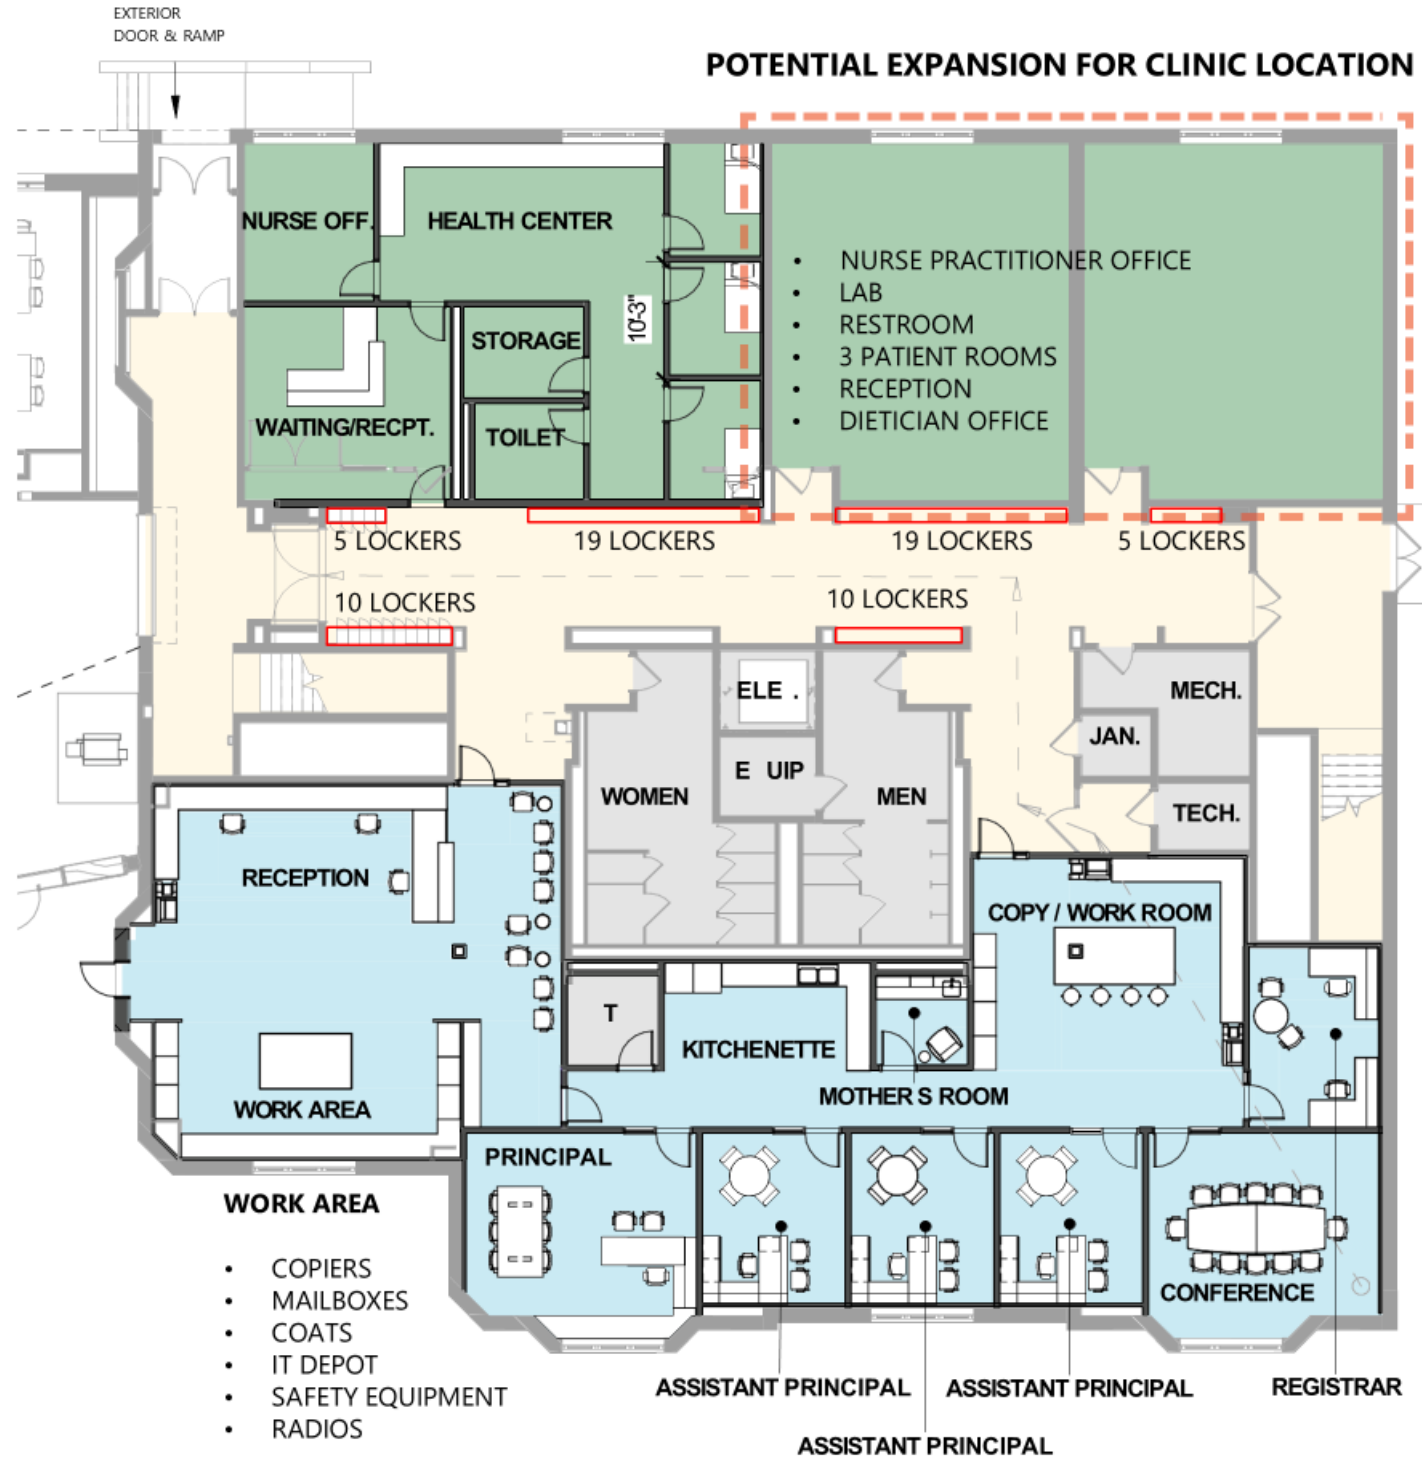 EXTERIOR
DOOR & RAMP
POTENTIAL EXPANSION FOR CLINIC LOCATION
NURSE OFF.
HEALTH CENTER
• NURSE PRACTITIONER OFFICE
• LAB
• RESTROOM
• 3 PATIENT ROOMS
• RECEPTION
• DIETICIAN OFFICE
10'-3"
STORAGE
WAITING/RECPT.
TOILET
5 LOCKERS
19 LOCKERS
19 LOCKERS
5 LOCKERS
10 LOCKERS
10 LOCKERS
ELE .
MECH.
JAN.
E UIP
WOMEN
MEN
TECH.
RECEPTION
COPY / WORK ROOM
T
KITCHENETTE
MOTHER S ROOM
WORK AREA
PRINCIPAL
CONFERENCE
WORK AREA
• COPIERS
• MAILBOXES
• COATS
• IT DEPOT
• SAFETY EQUIPMENT
• RADIOS
ASSISTANT PRINCIPAL
ASSISTANT PRINCIPAL
REGISTRAR
ASSISTANT PRINCIPAL